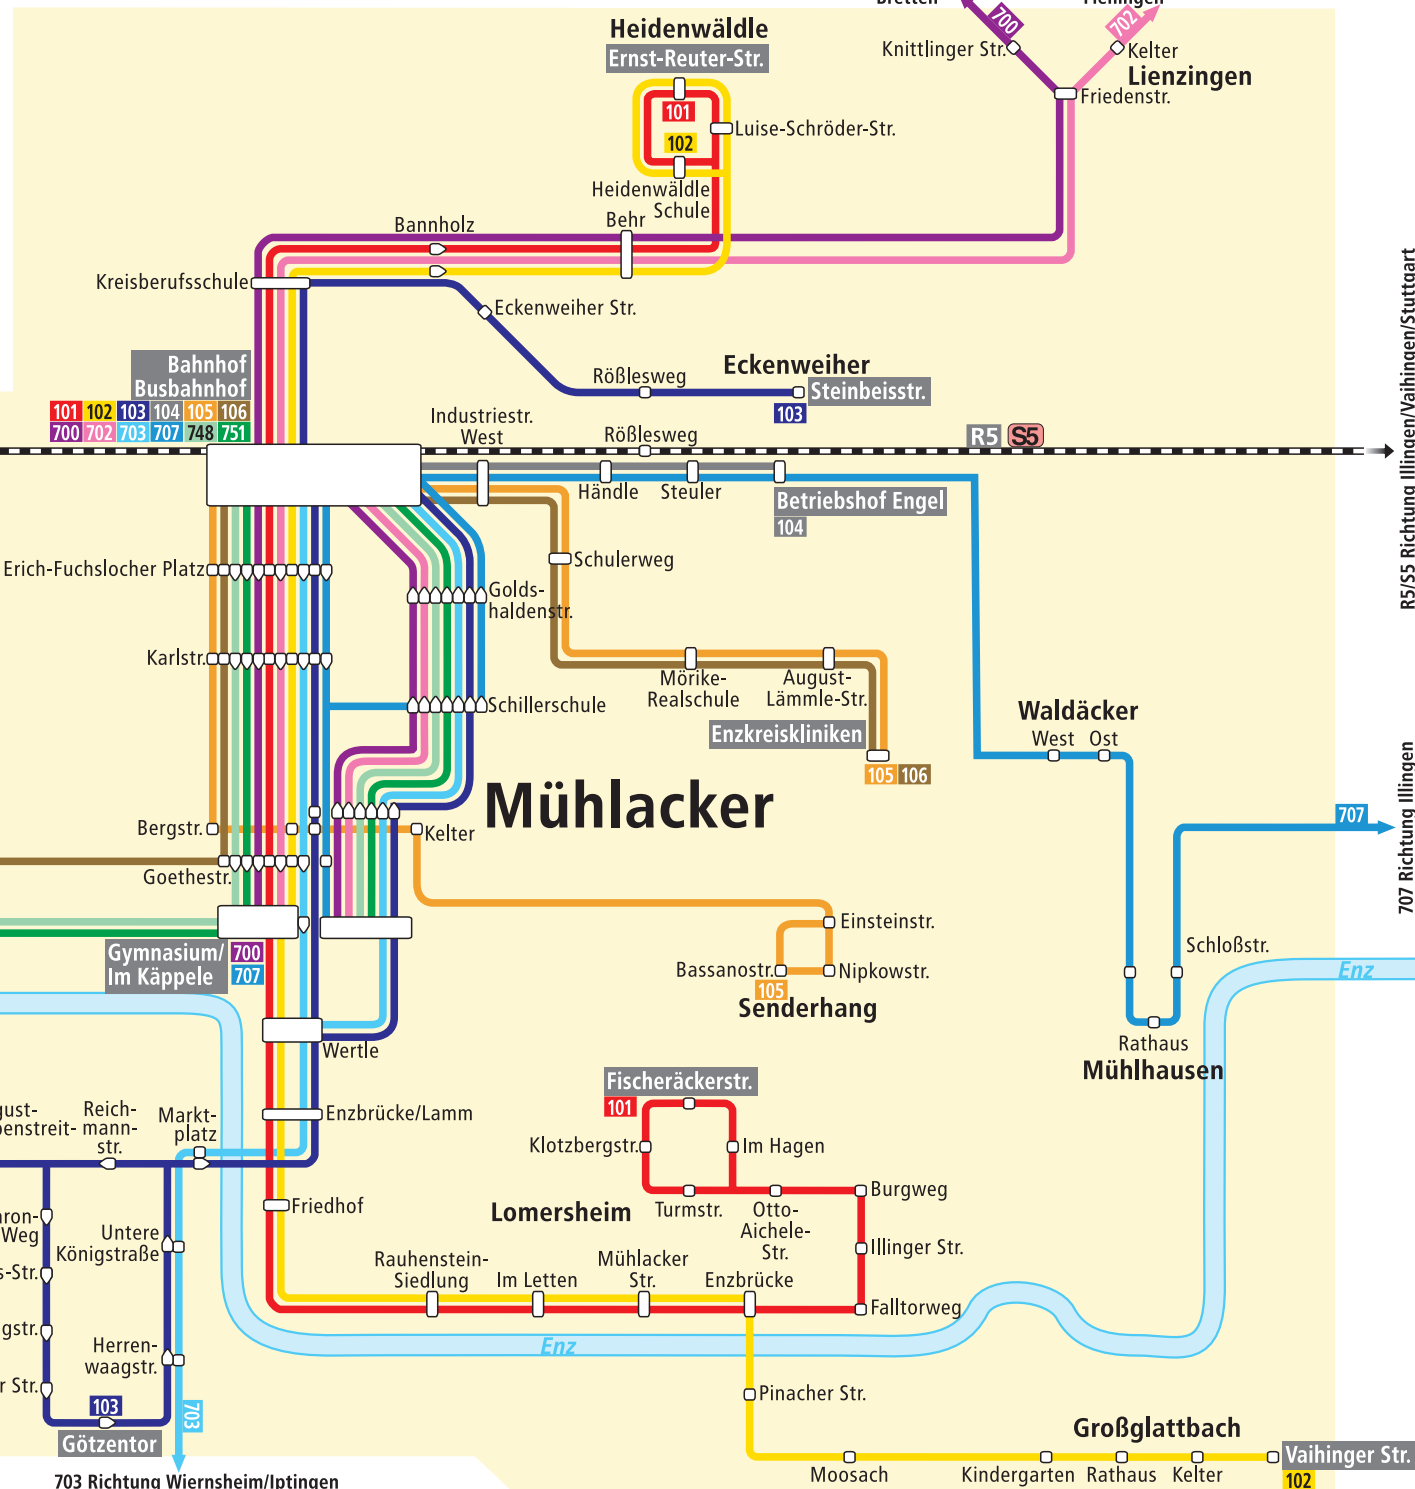 700
702
Heidenwäldle
Ernst-Reuter-Str.
Knittlinger Str.
Kelter
Lienzingen
Friedenstr.
101
102
Luise-Schröder-Str.
Heidenwäldle
Schule
Behr
Bannholz
Kreisberufsschule
Eckenweiher Str.
Bahnhof
Busbahnhof
101 102 103 104 105 106
700 702 703 707 748 751
Eckenweiher
Rößlesweg
Steinbeisstr.
103
Industriestr.
West
Rößlesweg
R5 S5
R5/S5 Richtung Illingen/Vaihingen/Stuttgart
Händle
Steuler
Betriebshof Engel
104
Erich-Fuchslocher Platz
Schulerweg
Golds-
haldenstr.
Karlstr.
Mörike-
Realschule
August-
Lämmle-Str.
Schillerschule
Enzkreiskliniken
105 106
Waldäcker
West
Ost
Mühlacker
707
707 Richtung Illingen
Bergstr.
Kelter
Goethestr.
Einsteinstr.
Gymnasium/
Im Käppele
700
707
Bassanostr.
Nipkowstr.
105
Senderhang
Schloßstr.
Enz
Rathaus
Mühlhausen
Wertle
Fischeräckerstr.
101
Reich-
mann-
str.
Markt-
platz
Enzbrücke/Lamm
Klotzbergstr.
Im Hagen
Burgweg
Turmstr.
Otto-
Aichele-
Str.
Lomersheim
Friedhof
Weg
Untere
Königstraße
Illinger Str.
Rauhenstein-
Siedlung
Im Letten
Mühlacker
Str.
Enzbrücke
Falltorweg
Herren-
waagstr.
Enz
Pinacher Str.
103
703
Götzentor
Großglattbach
Vaihinger Str.
102
Moosach
Kindergarten
Rathaus
Kelter
703 Richtung Wiernsheim/Iptingen